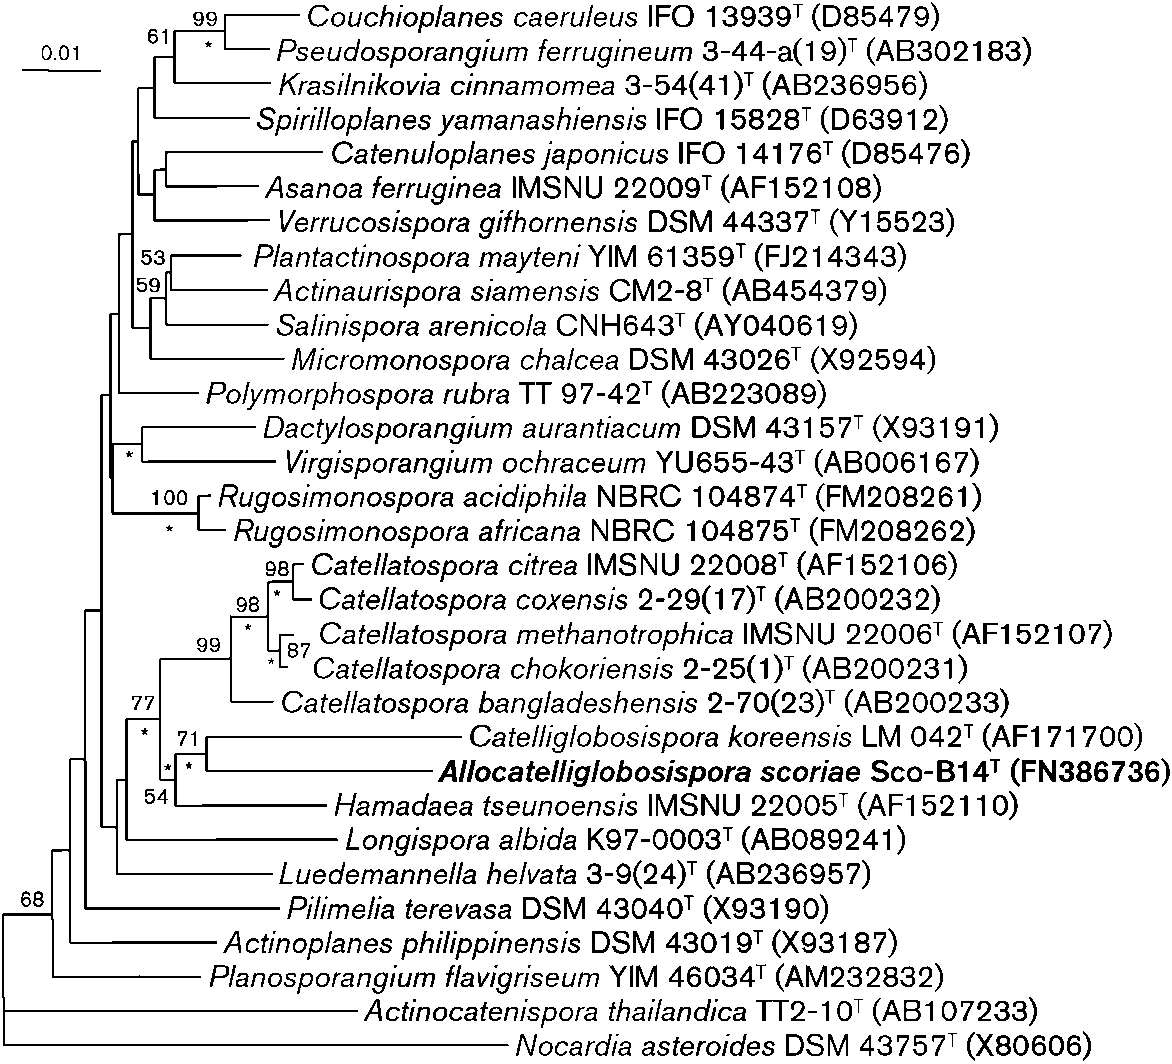 99
Couchioplanes caeruleus IFO 13939ᵀ (D85479)
0.01
61
*
Pseudosporangium ferrugineum 3-44-a(19)ᵀ (AB302183)
Krasilnikovia cinnamomea 3-54(41)ᵀ (AB236956)
Spirilloplanes yamanashiensis IFO 15828ᵀ (D63912)
Catenuloplanes japonicus IFO 14176ᵀ (D85476)
Asanoa ferruginea IMSNU 22009ᵀ (AF152108)
Verrucosispora gifhornensis DSM 44337ᵀ (Y15523)
53
Plantactinospora mayteni YIM 61359ᵀ (FJ214343)
59
Actinaurispora siamensis CM2-8ᵀ (AB454379)
Salinispora arenicola CNH643ᵀ (AY040619)
Micromonospora chalcea DSM 43026ᵀ (X92594)
Polymorphospora rubra TT 97-42ᵀ (AB223089)
Dactylosporangium aurantiacum DSM 43157ᵀ (X93191)
*
Virgisporangium ochraceum YU655-43ᵀ (AB006167)
100
Rugosimonospora acidiphila NBRC 104874ᵀ (FM208261)
*
Rugosimonospora africana NBRC 104875ᵀ (FM208262)
98
Catellatospora citrea IMSNU 22008ᵀ (AF152106)
98
*
Catellatospora coxensis 2-29(17)ᵀ (AB200232)
*
Catellatospora methanotrophica IMSNU 22006ᵀ (AF152107)
99
*
87
Catellatospora chokoriensis 2-25(1)ᵀ (AB200231)
Catellatospora bangladeshensis 2-70(23)ᵀ (AB200233)
77
*
71
Catelliglobosispora koreensis LM 042ᵀ (AF171700)
*
*
Allocatelliglobosispora scoriae Sco-B14ᵀ (FN386736)
54
Hamadaea tseunoensis IMSNU 22005ᵀ (AF152110)
Longispora albida K97-0003ᵀ (AB089241)
Luedemannella helvata 3-9(24)ᵀ (AB236957)
68
Pilimelia terevasa DSM 43040ᵀ (X93190)
Actinoplanes philippinensis DSM 43019ᵀ (X93187)
Planosporangium flavigriseum YIM 46034ᵀ (AM232832)
Actinocatenispora thailandica TT2-10ᵀ (AB107233)
Nocardia asteroides DSM 43757ᵀ (X80606)